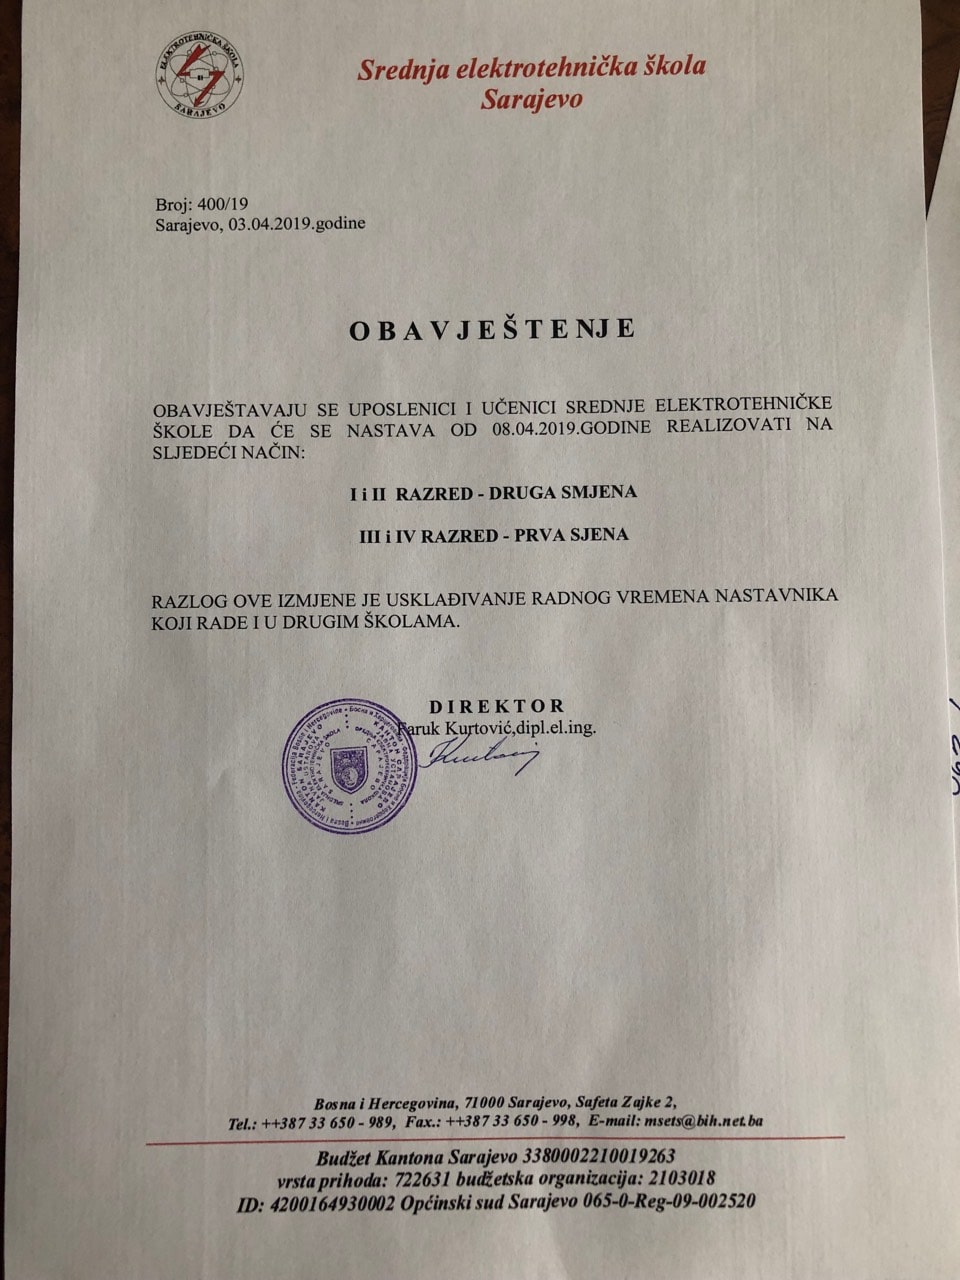 ELEKTROTEHNIČKA ŠKOLA
SARAJEVO
Srednja elektrotehnička škola
Sarajevo
Broj: 400/19
Sarajevo, 03.04.2019.godine
O B A V J E Š T E NJ E
OBAVJEŠTAVAJU SE UPOSLENICI I UČENICI SREDNJE ELEKTROTEHNIČKE
ŠKOLE DA ĆE SE NASTAVA OD 08.04.2019.GODINE REALIZOVATI NA
SLJEDEĆI NAČIN:
I i II RAZRED - DRUGA SMJENA
III i IV RAZRED - PRVA SJENA
RAZLOG OVE IZMJENE JE USKLAĐIVANJE RADNOG VREMENA NASTAVNIKA
KOJI RADE I U DRUGIM ŠKOLAMA.
D I R E K T O R
Faruk Kurtović,dipl.el.ing.
Bosna i Hercegovina, 71000 Sarajevo, Safeta Zajke 2,
Tel.: ++387 33 650 - 989, Fax.: ++387 33 650 - 998, E-mail: msets@bih.net.ba
Budžet Kantona Sarajevo 3380002210019263
vrsta prihoda: 722631 budžetska organizacija: 2103018
ID: 4200164930002 Općinski sud Sarajevo 065-0-Reg-09-002520